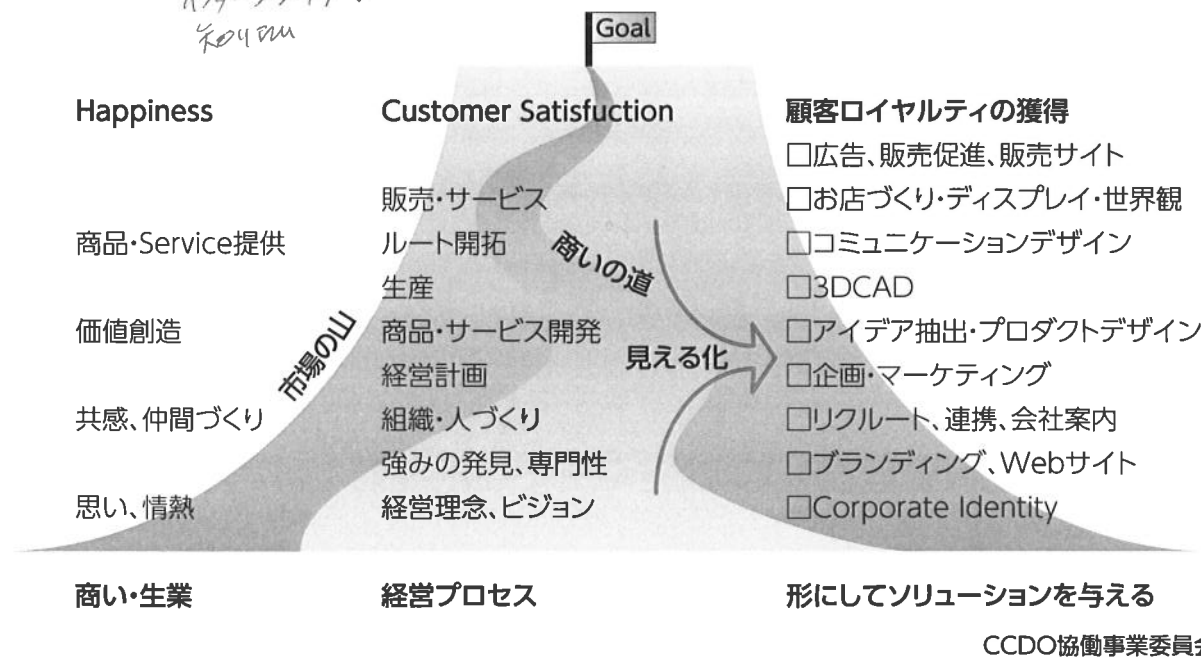 Goal
Happiness
Customer Satisfuction
顧客ロイヤルティの獲得
□広告、販売促進、販売サイト
販売・サービス
□お店づくり・ディスプレイ・世界観
商品・Service提供
ルート開拓
商いの道
□コミュニケーションデザイン
生産
□3DCAD
価値創造
市場の山
商品・サービス開発
見える化
□アイデア抽出・プロダクトデザイン
経営計画
□企画・マーケティング
共感、仲間づくり
組織・人づくり
□リクルート、連携、会社案内
強みの発見、専門性
□ブランディング、Webサイト
思い、情熱
経営理念、ビジョン
□Corporate Identity
商い・生業
経営プロセス
形にしてソリューションを与える
CCDO協働事業委員会